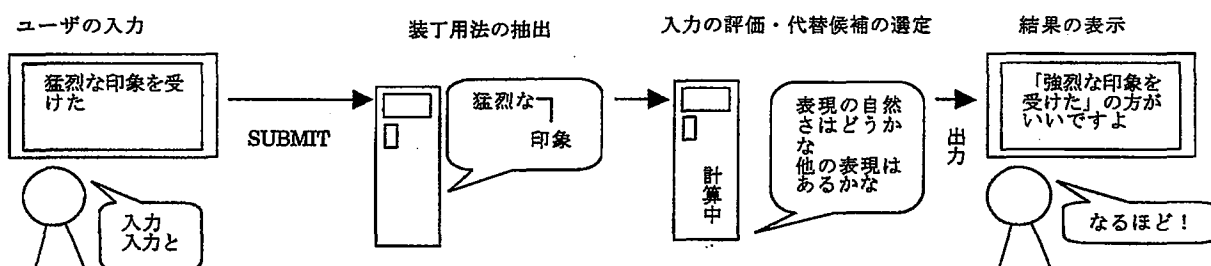 ユーザの入力
猛烈な印象を受
けた
入力
入力と
SUBMIT
装丁用法の抽出
猛烈な
印象
入力の評価・代替候補の選定
計算中
表現の自然
さはどうか
な
他の表現は
あるかな
出力
結果の表示
「強烈な印象を
受けた」の方が
いいですよ
なるほど！